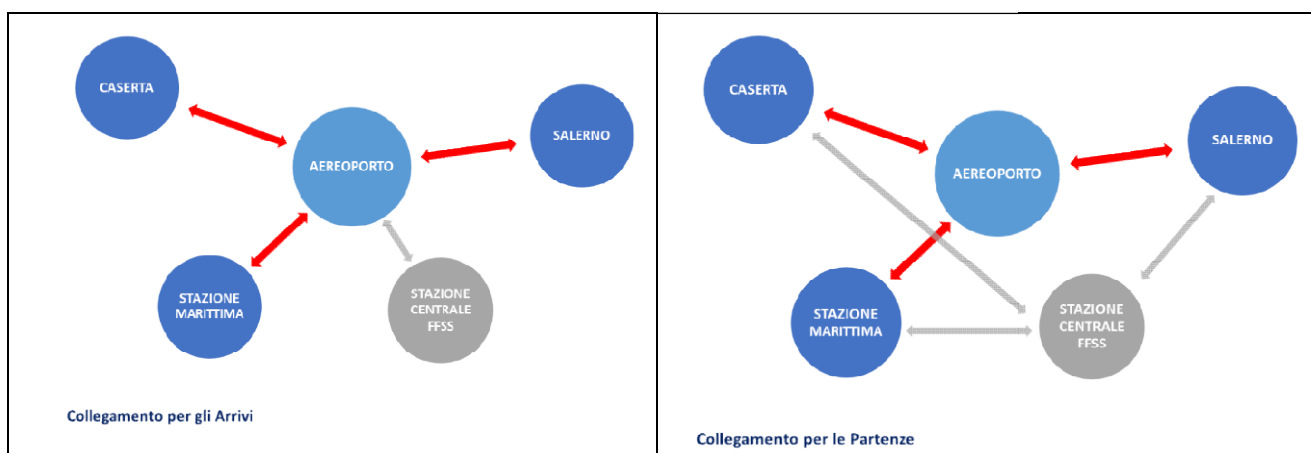 CASERTA
SALERNO
AEREOPORTO
STAZIONE
MARITTIMA
STAZIONE
CENTRALE
FFSS
Collegamento per gli Arrivi
CASERTA
SALERNO
AEREOPORTO
STAZIONE
MARITTIMA
STAZIONE
CENTRALE
FFSS
Collegamento per le Partenze